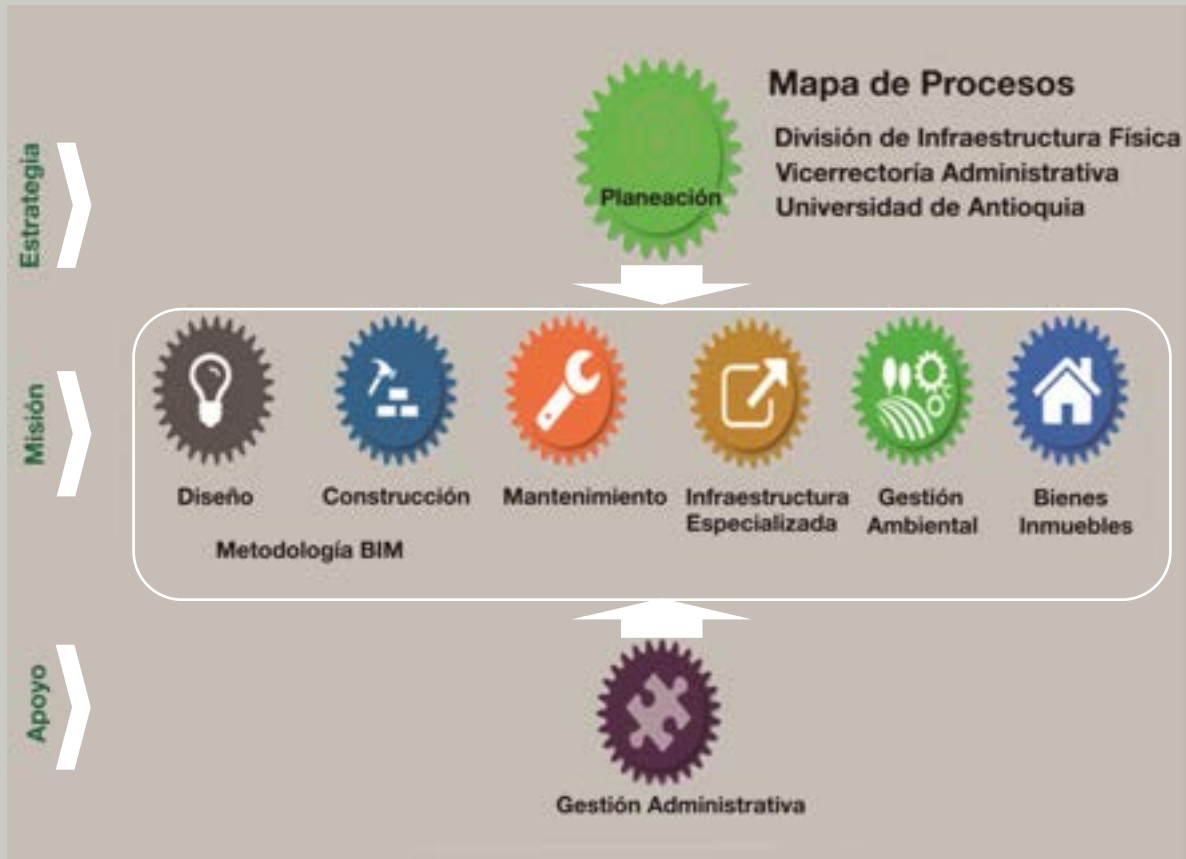 Mapa de Procesos
División de Infraestructura Física
Vicerrectoría Administrativa
Universidad de Antioquia
Estrategia
Planeación
Misión
Diseño
Construcción
Mantenimiento
Infraestructura
Especializada
Gestión
Ambiental
Bienes
Inmuebles
Metodología BIM
Apoyo
Gestión Administrativa